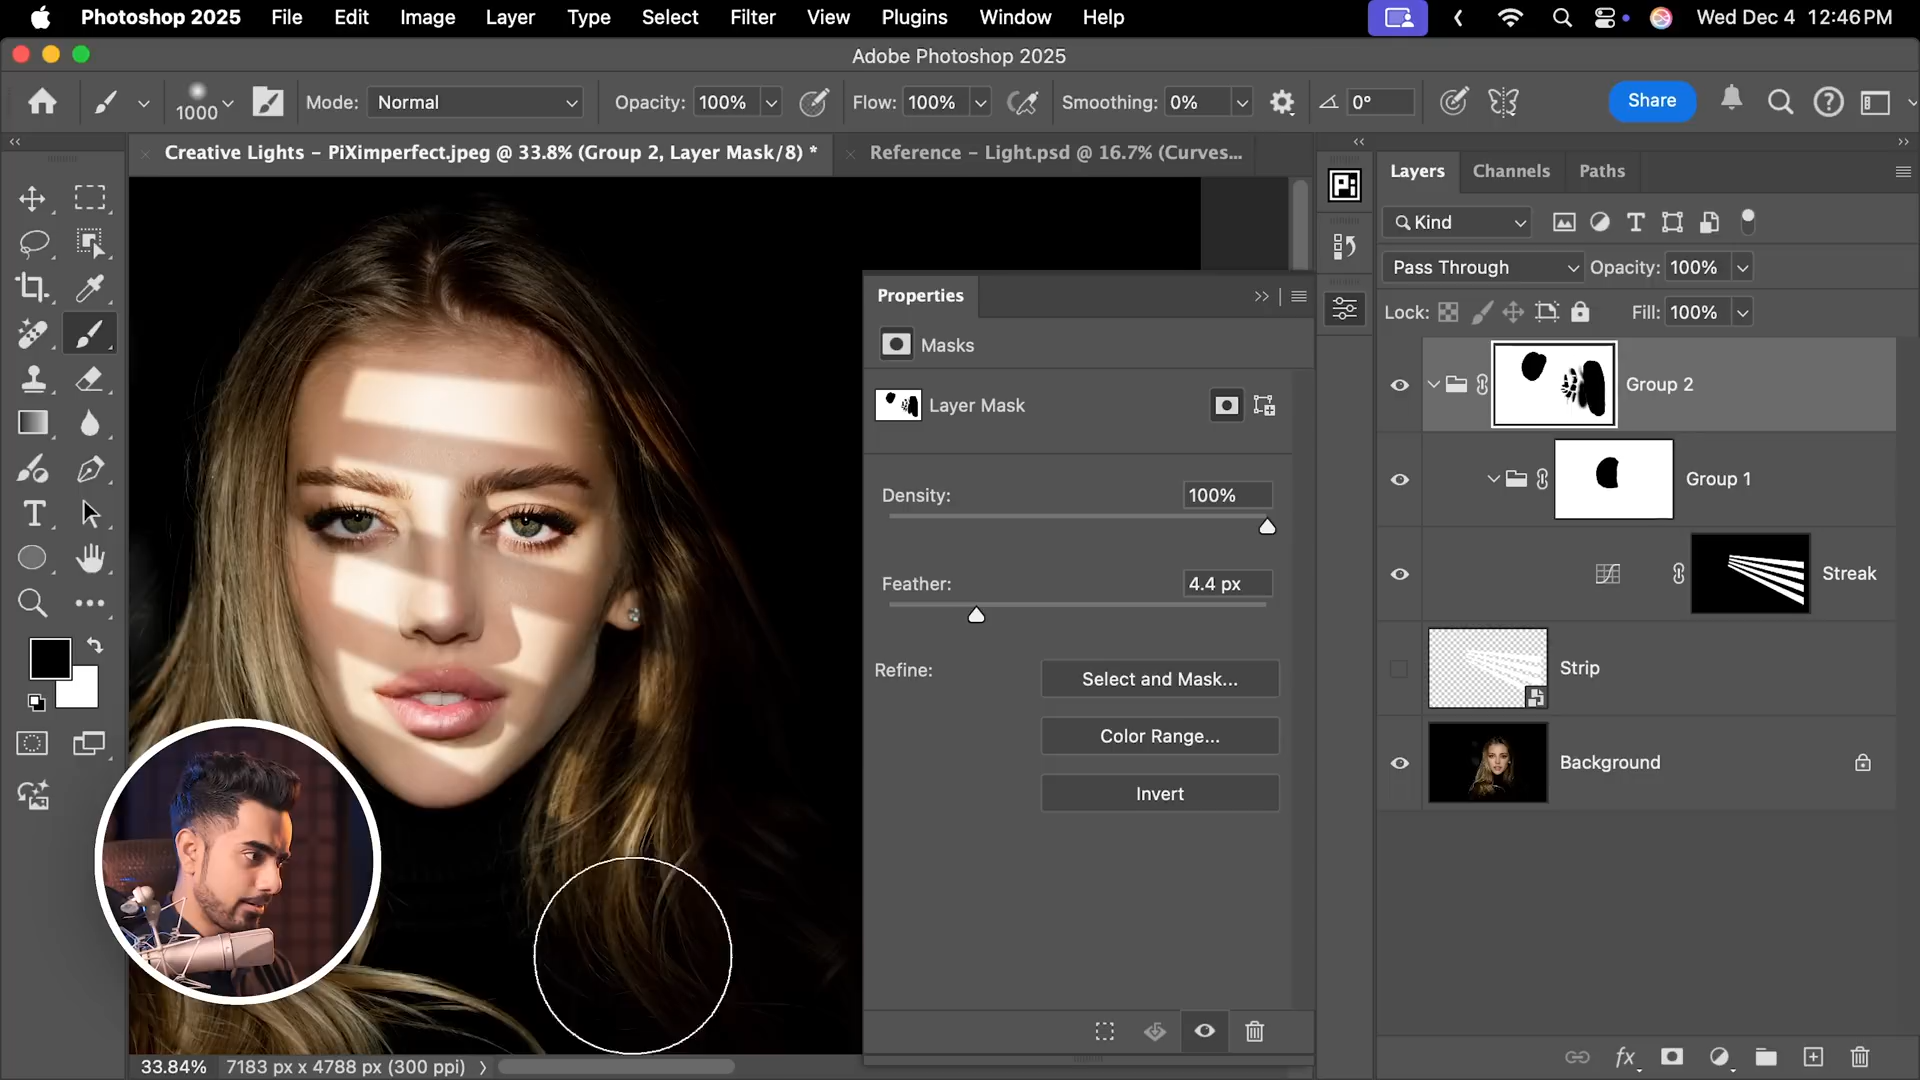 Photoshop 2025 File Edit Image Layer Type Select Filter View Plugins Window Help Wed Dec 4 12:46 PM
Adobe Photoshop 2025
1000 Mode: Normal Opacity: 100% Flow: 100% Smoothing: 0% 0° Share
Creative Lights - PiXimperfect.jpeg @ 33.8% (Group 2, Layer Mask/8) * Reference - Light.psd @ 16.7% (Curves...
Pi
Layers Channels Paths
Kind
Pass Through Opacity: 100%
Lock: Fill: 100%
Group 2
Group 1
Streak
Strip
Background
Properties
Masks
Layer Mask
Density: 100%
Feather: 4.4 px
Refine: Select and Mask...
Color Range...
Invert
33.84% 7183 px x 4788 px (300 ppi)
fx